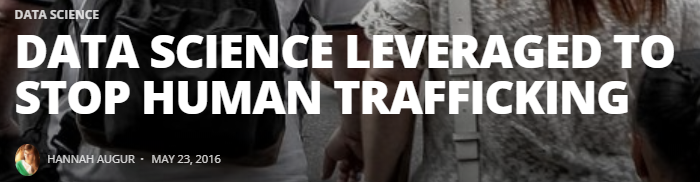 DATA SCIENCE
DATA SCIENCE LEVERAGED TO
STOP HUMAN TRAFFICKING
HANNAH AUGUR · MAY 23, 2016